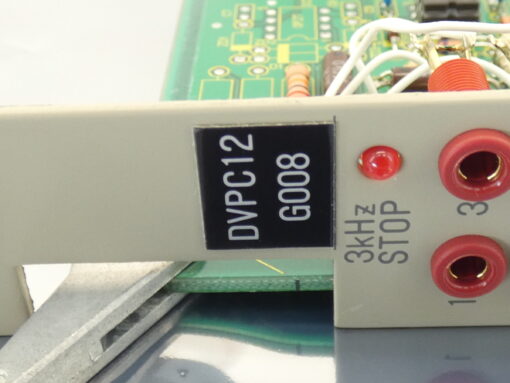 DVPC12
G008
3kHz
STOP
3
1